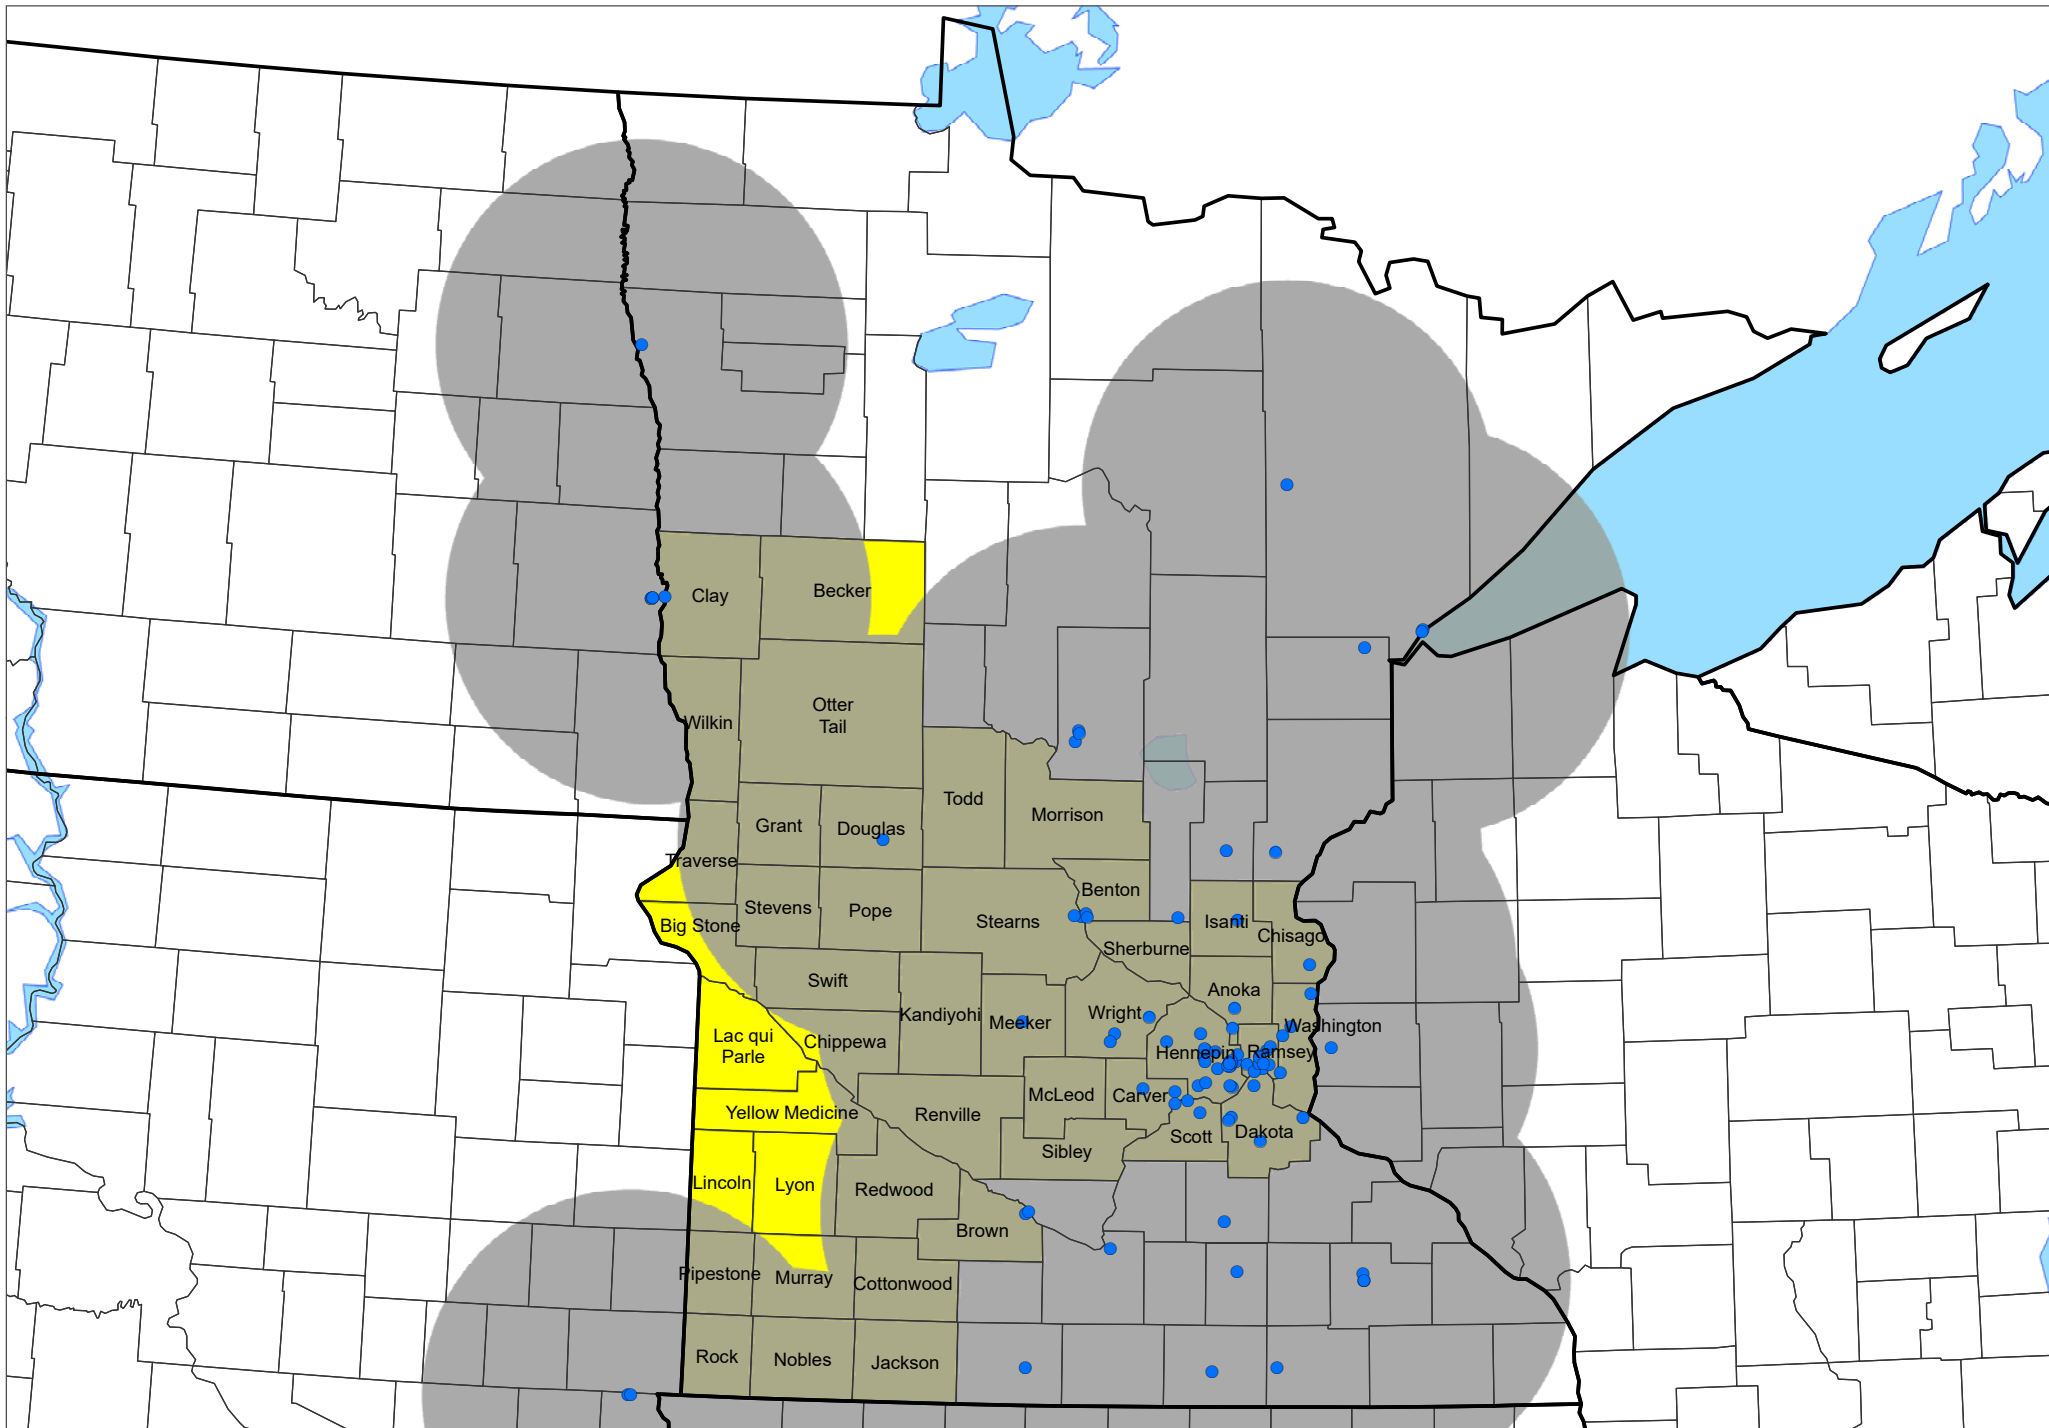 Clay
Becker
Otter
Tail
Wilkin
Todd
Morrison
Grant
Douglas
Traverse
Benton
Stevens
Pope
Stearns
Isanti
Big Stone
Chisago
Sherburne
Swift
Anoka
Kandiyohi
Meeker
Wright
Washington
Lac qui
Parle
Chippewa
Hennepin
Ramsey
McLeod
Carver
Yellow Medicine
Renville
Scott
Dakota
Sibley
Lincoln
Lyon
Redwood
Brown
Pipestone
Murray
Cottonwood
Rock
Nobles
Jackson